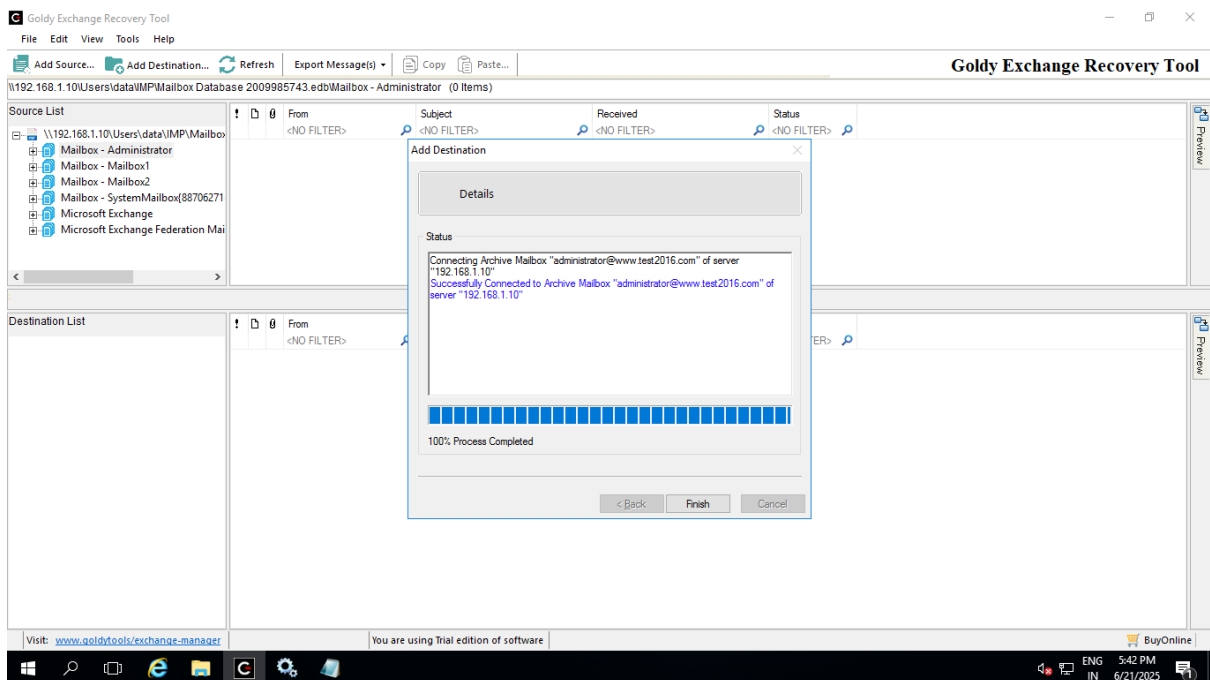 Goldy Exchange Recovery Tool
File Edit View Tools Help
Add Source... Add Destination... Refresh Export Message(s) Copy Paste... Goldy Exchange Recovery Tool
\\192.168.1.10\Users\data\IMP\Mailbox Database 2009985743.edb\Mailbox - Administrator (0 Items)
Source List
\\192.168.1.10\Users\data\IMP\Mailbox
Mailbox - Administrator
Mailbox - Mailbox1
Mailbox - Mailbox2
Mailbox - SystemMailbox{88706271
Microsoft Exchange
Microsoft Exchange Federation Mai
! From Subject Received Status
<NO FILTER> <NO FILTER> <NO FILTER> <NO FILTER>
Preview
Add Destination
Details
Status
Connecting Archive Mailbox "administrator@www.test2016.com" of server
"192.168.1.10"
Successfully Connected to Archive Mailbox "administrator@www.test2016.com" of
server "192.168.1.10"
100% Process Completed
< Back Finish Cancel
Destination List
! From
<NO FILTER> TER>
Preview
Visit: www.goldytools/exchange-manager You are using Trial edition of software BuyOnline
ENG 5:42 PM
IN 6/21/2025
1